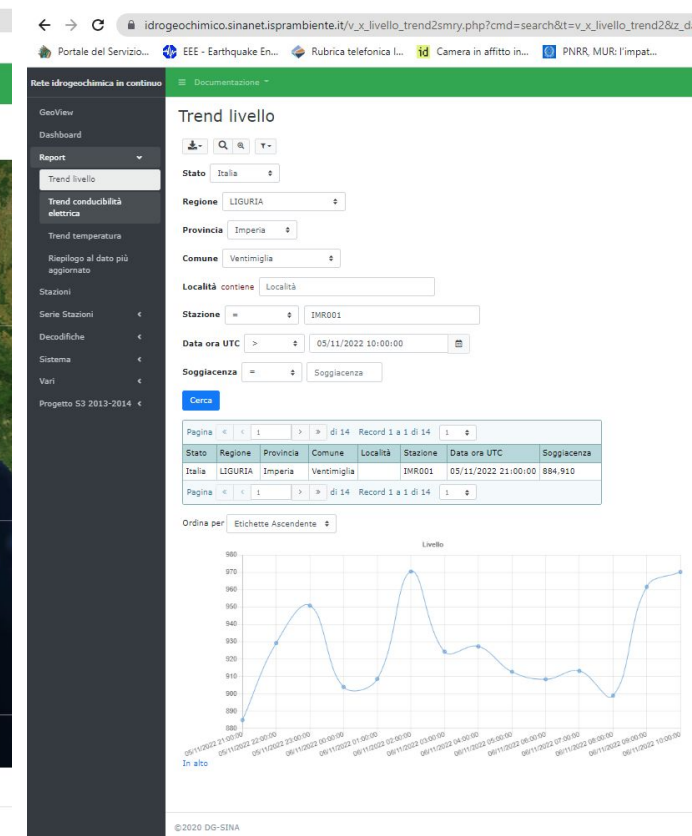 idrogeochimico.sinanet.isprambiente.it/v_x_livello_trend2smry.php?cmd=search&t=v_x_livello_trend2&z_da
Portale del Servizio... EEE - Earthquake En... Rubrica telefonica I... id Camera in affitto in... PNRR, MUR: l'impat...
Rete idrogeochimica in continuo
Documentazione
GeoView
Dashboard
Report
Trend livello
Trend conducibilità
elettrica
Trend temperatura
Riepilogo al dato più
aggiornato
Stazioni
Serie Stazioni
Decodifiche
Sistema
Vari
Progetto S3 2013-2014
Trend livello
Stato Italia
Regione LIGURIA
Provincia Imperia
Comune Ventimiglia
Località contiene Località
Stazione = IMR001
Data ora UTC > 05/11/2022 10:00:00
Soggiacenza = Soggiacenza
Cerca
Pagina « ‹ 1 › » di 14 Record 1 a 1 di 14 1
Stato Regione Provincia Comune Località Stazione Data ora UTC Soggiacenza
Italia LIGURIA Imperia Ventimiglia IMR001 05/11/2022 21:00:00 884,910
Pagina « ‹ 1 › » di 14 Record 1 a 1 di 14 1
Ordina per Etichette Ascendente
Livello
980
970
960
950
940
930
920
910
900
890
880
05/11/2022 21:00:00
05/11/2022 22:00:00
05/11/2022 23:00:00
06/11/2022 00:00:00
06/11/2022 01:00:00
06/11/2022 02:00:00
06/11/2022 03:00:00
06/11/2022 04:00:00
06/11/2022 05:00:00
06/11/2022 06:00:00
06/11/2022 07:00:00
06/11/2022 08:00:00
06/11/2022 09:00:00
06/11/2022 10:00:00
In alto
©2020 DG-SINA